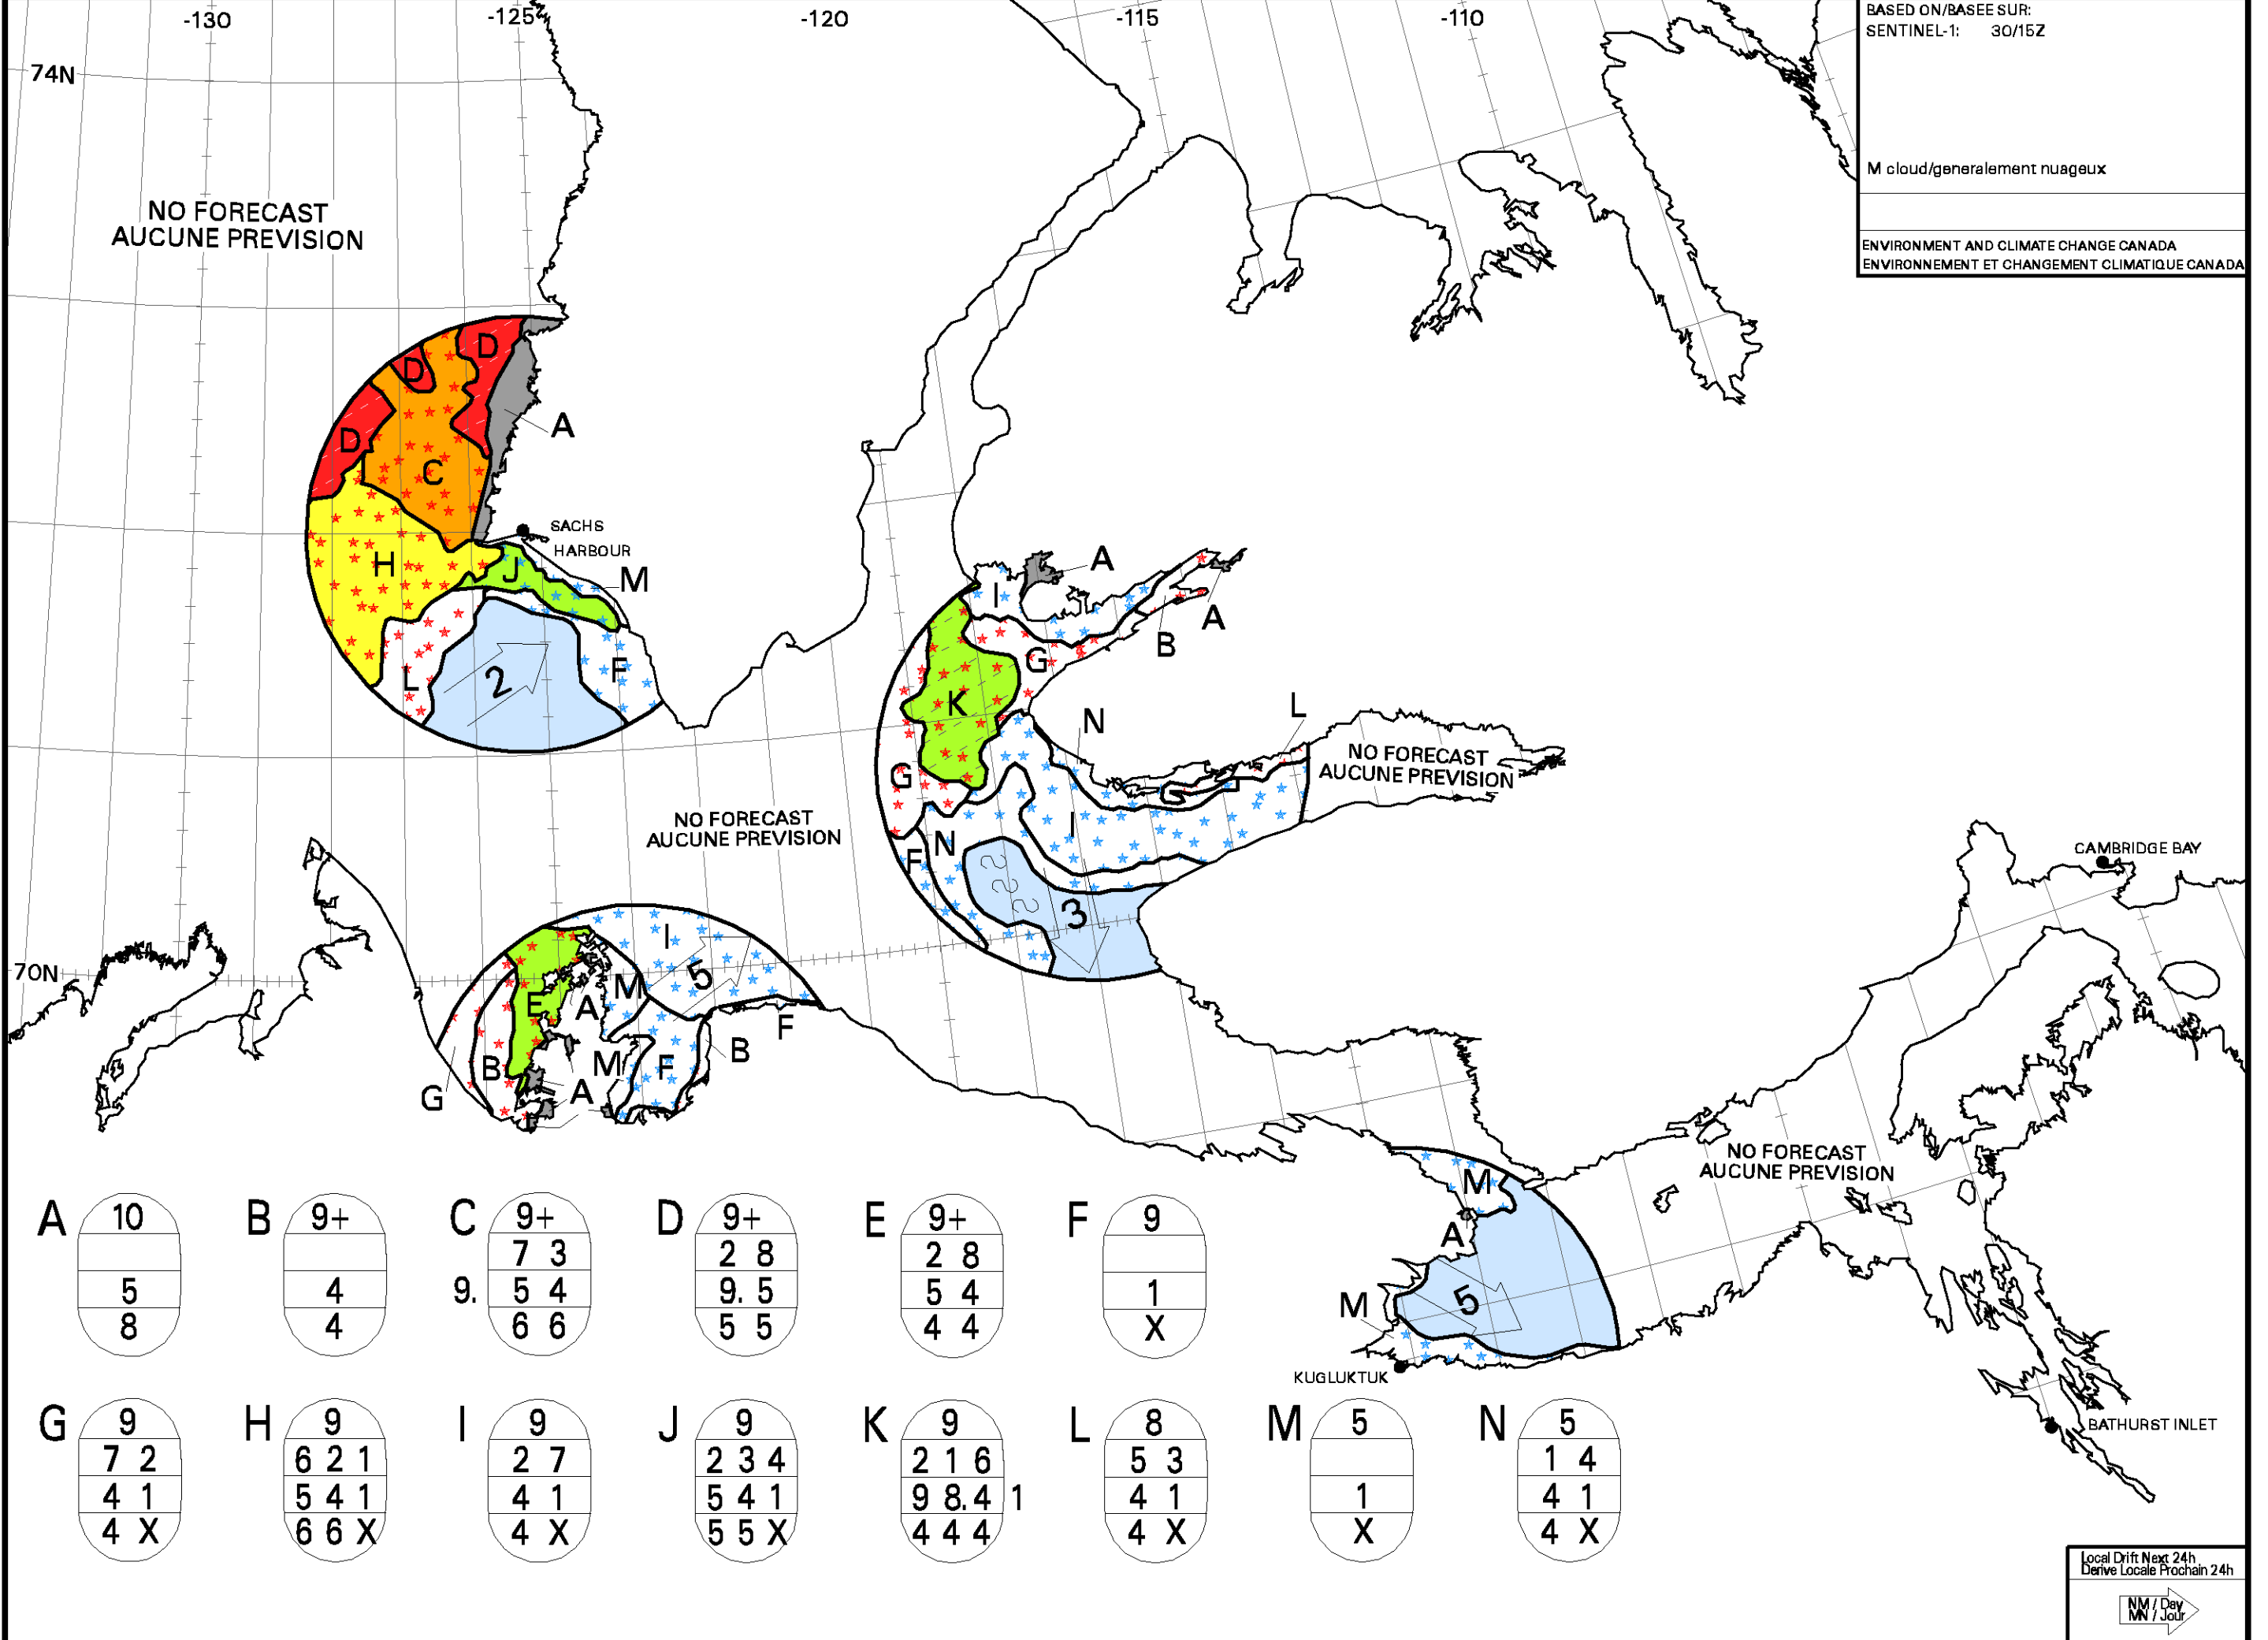 -130
-125
-120
-115
-110
BASED ON/BASEE SUR:
SENTINEL-1: 30/15Z
74N
M cloud/generalement nuageux
NO FORECAST
AUCUNE PREVISION
ENVIRONMENT AND CLIMATE CHANGE CANADA
ENVIRONNEMENT ET CHANGEMENT CLIMATIQUE CANADA
D
D
D
A
C
SACHS
HARBOUR
H
J
M
L
2
F
A
I
A
B
G
K
N
L
NO FORECAST
AUCUNE PREVISION
G
NO FORECAST
AUCUNE PREVISION
I
N
F
3
CAMBRIDGE BAY
70N
I
5
M
E
A
F
B
M
F
B
A
G
NO FORECAST
AUCUNE PREVISION
M
A
M
5
KUGLUKTUK
BATHURST INLET
A
10
5
8
B
9+
4
4
C
9+
7 3
9. 5 4
6 6
D
9+
2 8
9. 5
5 5
E
9+
2 8
5 4
4 4
F
9
1
X
G
9
7 2
4 1
4 X
H
9
6 2 1
5 4 1
6 6 X
I
9
2 7
4 1
4 X
J
9
2 3 4
5 4 1
5 5 X
K
9
2 1 6
9 8. 4 1
4 4 4
L
8
5 3
4 1
4 X
M
5
1
X
N
5
1 4
4 1
4 X
Local Drift Next 24h
Derive Locale Prochain 24h
NM / Day
MN / Jour